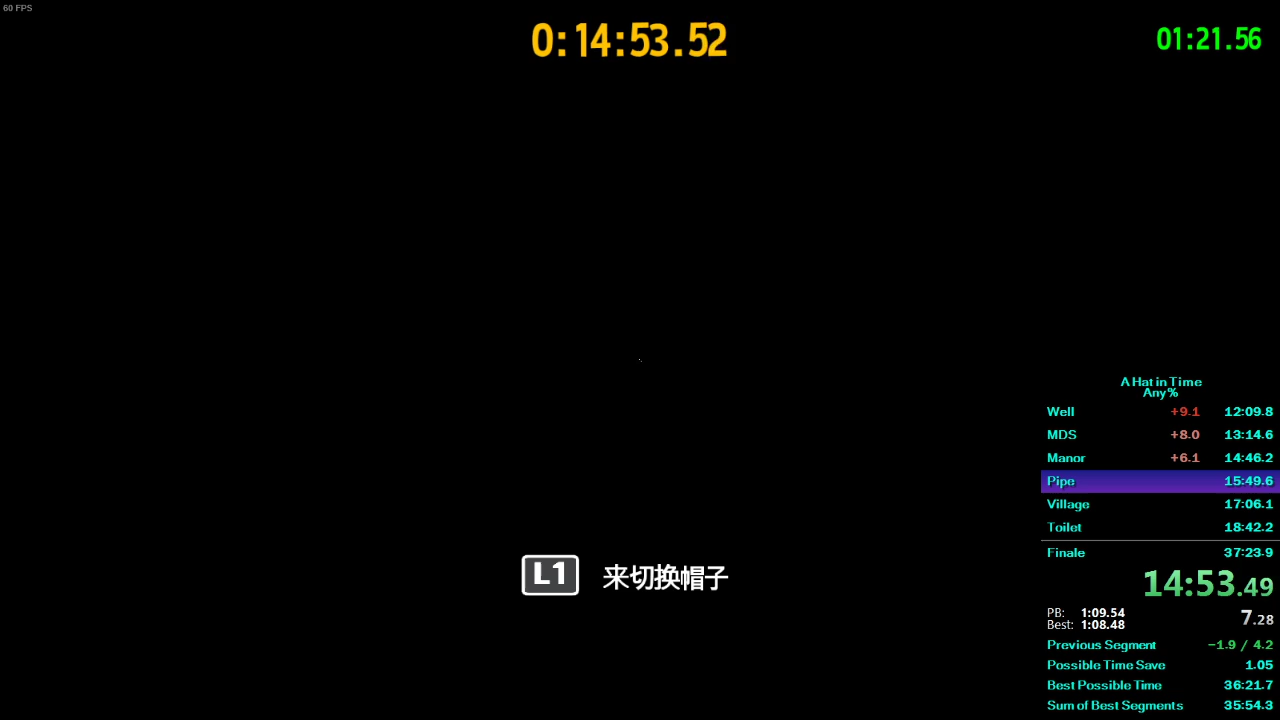 60 FPS
0:14:53.52
01:21.56
A Hat in Time
Any%
Well +9.1 12:09.8
MDS +8.0 13:14.6
Manor +6.1 14:46.2
Pipe 15:49.6
Village 17:06.1
Toilet 18:42.2
Finale 37:23.9
L1 来切换帽子
14:53.49
PB: 1:09.54
7.28
Best: 1:08.48
Previous Segment -1.9 / 4.2
Possible Time Save 1.05
Best Possible Time 36:21.7
Sum of Best Segments 35:54.3